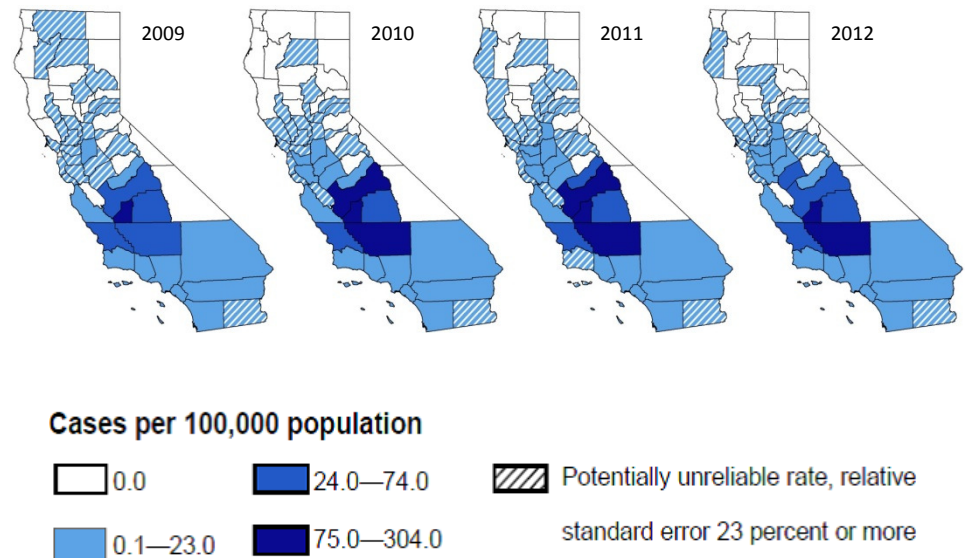 2009 2010 2011 2012
Cases per 100,000 population
0.0 24.0—74.0 Potentially unreliable rate, relative
standard error 23 percent or more
0.1—23.0 75.0—304.0